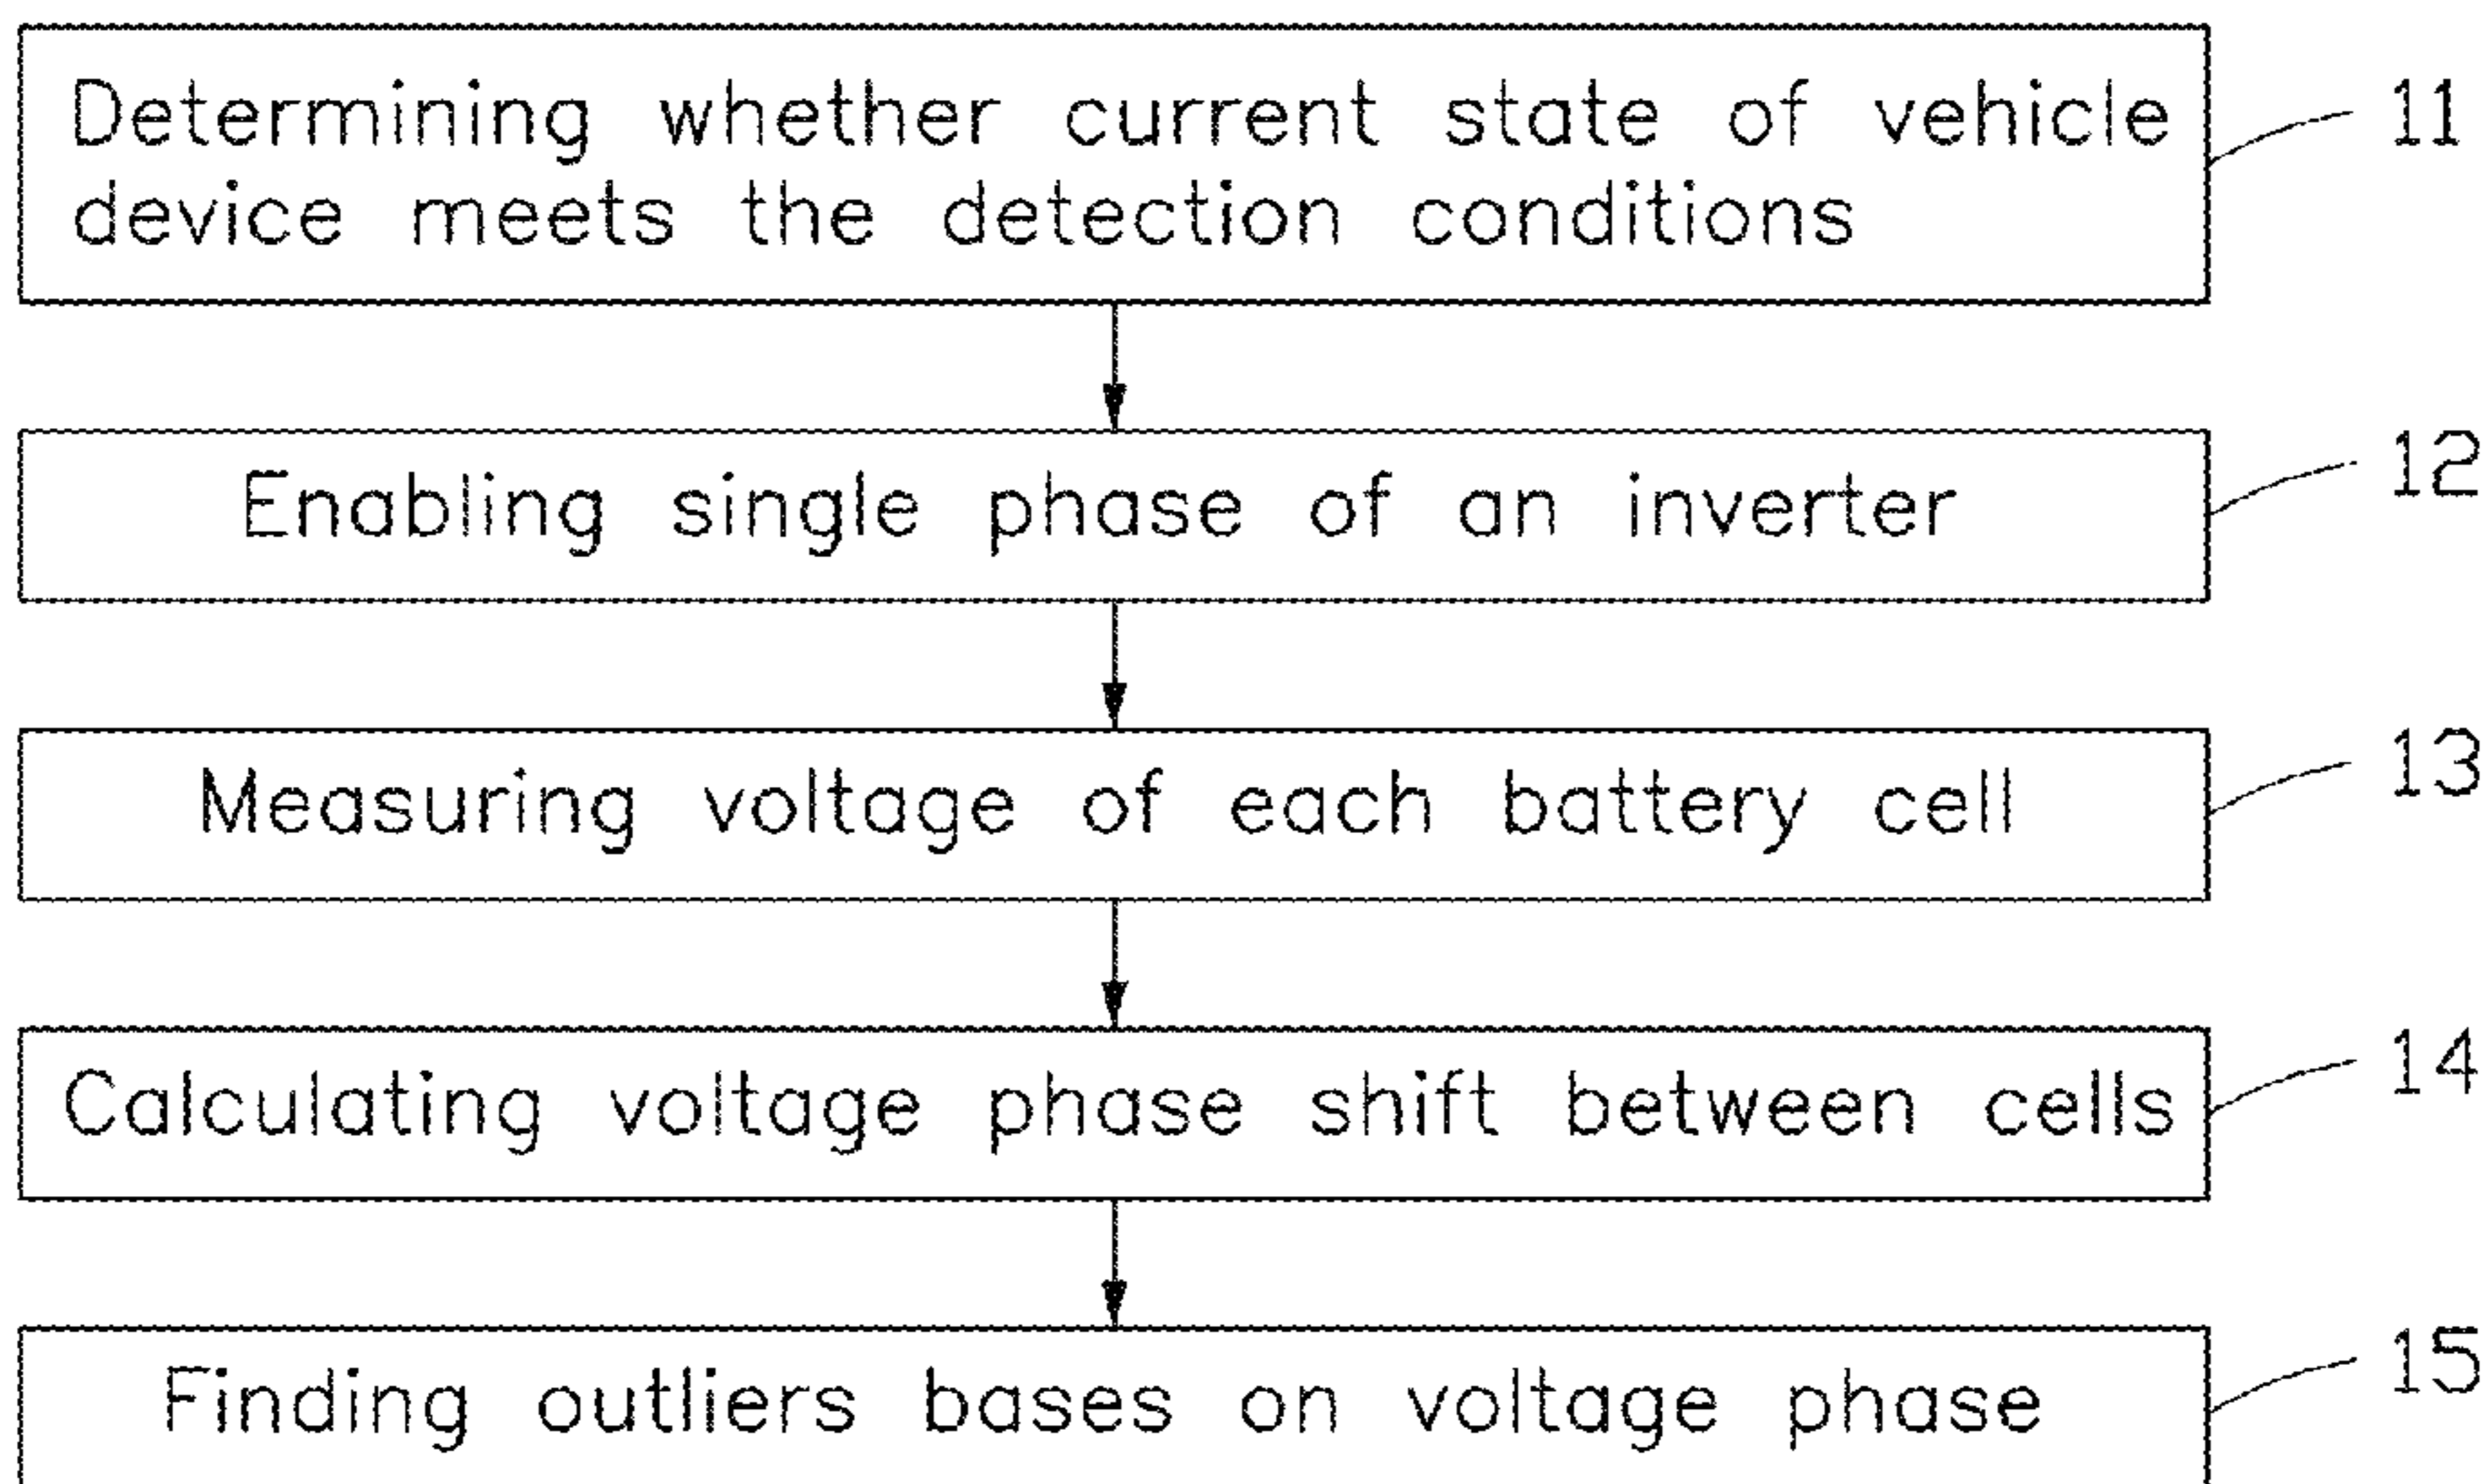 Determining whether current state of vehicle
device meets the detection conditions
11
Enabling single phase of an inverter
12
Measuring voltage of each battery cell
13
Calculating voltage phase shift between cells
14
Finding outliers bases on voltage phase
15